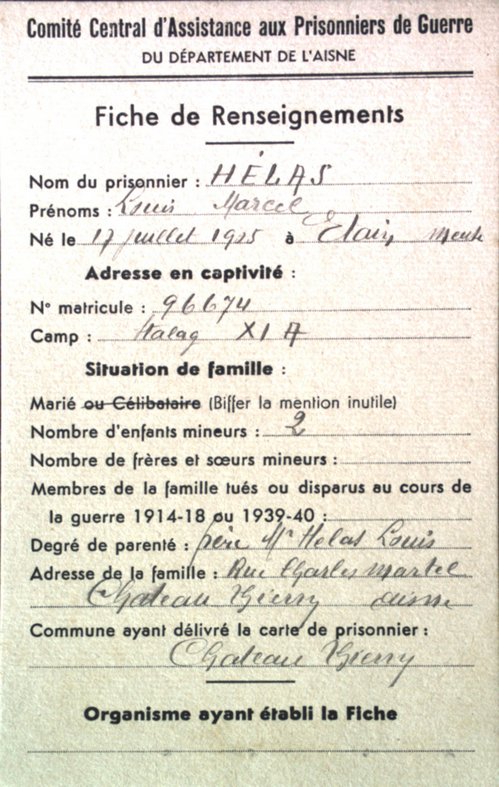 Comité Central d'Assistance aux Prisonniers de Guerre
DU DÉPARTEMENT DE L'AISNE
Fiche de Renseignements
Nom du prisonnier : HÉLAS
Prénoms : Louis Marcel
Né le 17 juillet 1915 à Etain Meuse
Adresse en captivité :
N° matricule : 96674
Camp : Stalag XI A
Situation de famille :
Marié ou Célibataire (Biffer la mention inutile)
Nombre d'enfants mineurs : 2
Nombre de frères et sœurs mineurs :
Membres de la famille tués ou disparus au cours de
la guerre 1914-18 ou 1939-40 :
Degré de parenté : père Mr Helas Louis
Adresse de la famille : Rue Charles Martel
Chateau Thierry Aisne
Commune ayant délivré la carte de prisonnier :
Chateau Thierry
Organisme ayant établi la Fiche